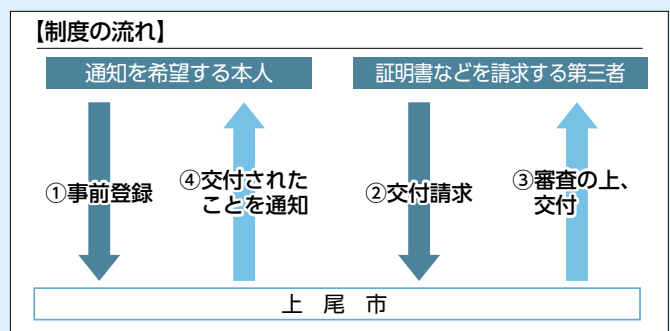 【制度の流れ】
通知を希望する本人
証明書などを請求する第三者
①事前登録
④交付された
ことを通知
②交付請求
③審査の上、
交付
上 尾 市